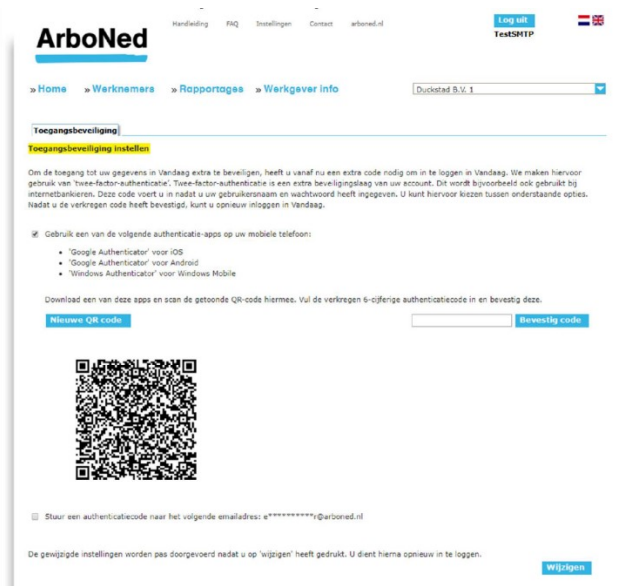 ArboNed
Handleiding FAQ Instellingen Contact arboned.nl
Log uit
TestSMTP
» Home » Werknemers » Rapportages » Werkgever info
Duckstad B.V. 1
Toegangsbeveiliging
Toegangsbeveiliging instellen
Om de toegang tot uw gegevens in Vandaag extra te beveiligen, heeft u vanaf nu een extra code nodig om in te loggen in Vandaag. We maken hiervoor
gebruik van 'twee-factor-authenticatie'. Twee-factor-authenticatie is een extra beveiligingslaag van uw account. Dit wordt bijvoorbeeld ook gebruikt bij
internetbankieren. Deze code voert u in nadat u uw gebruikersnaam en wachtwoord heeft ingegeven. U kunt hiervoor kiezen tussen onderstaande opties.
Nadat u de verkregen code heeft bevestigd, kunt u opnieuw inloggen in Vandaag.
Gebruik een van de volgende authenticatie-apps op uw mobiele telefoon:
• 'Google Authenticator' voor iOS
• 'Google Authenticator' voor Android
• 'Windows Authenticator' voor Windows Mobile
Download een van deze apps en scan de getoonde QR-code hiermee. Vul de verkregen 6-cijferige authenticatiecode in en bevestig deze.
Nieuwe QR code
Bevestig code
Stuur een authenticatiecode naar het volgende emailadres: e**********r@arboned.nl
De gewijzigde instellingen worden pas doorgevoerd nadat u op 'wijzigen' heeft gedrukt. U dient hierna opnieuw in te loggen.
Wijzigen